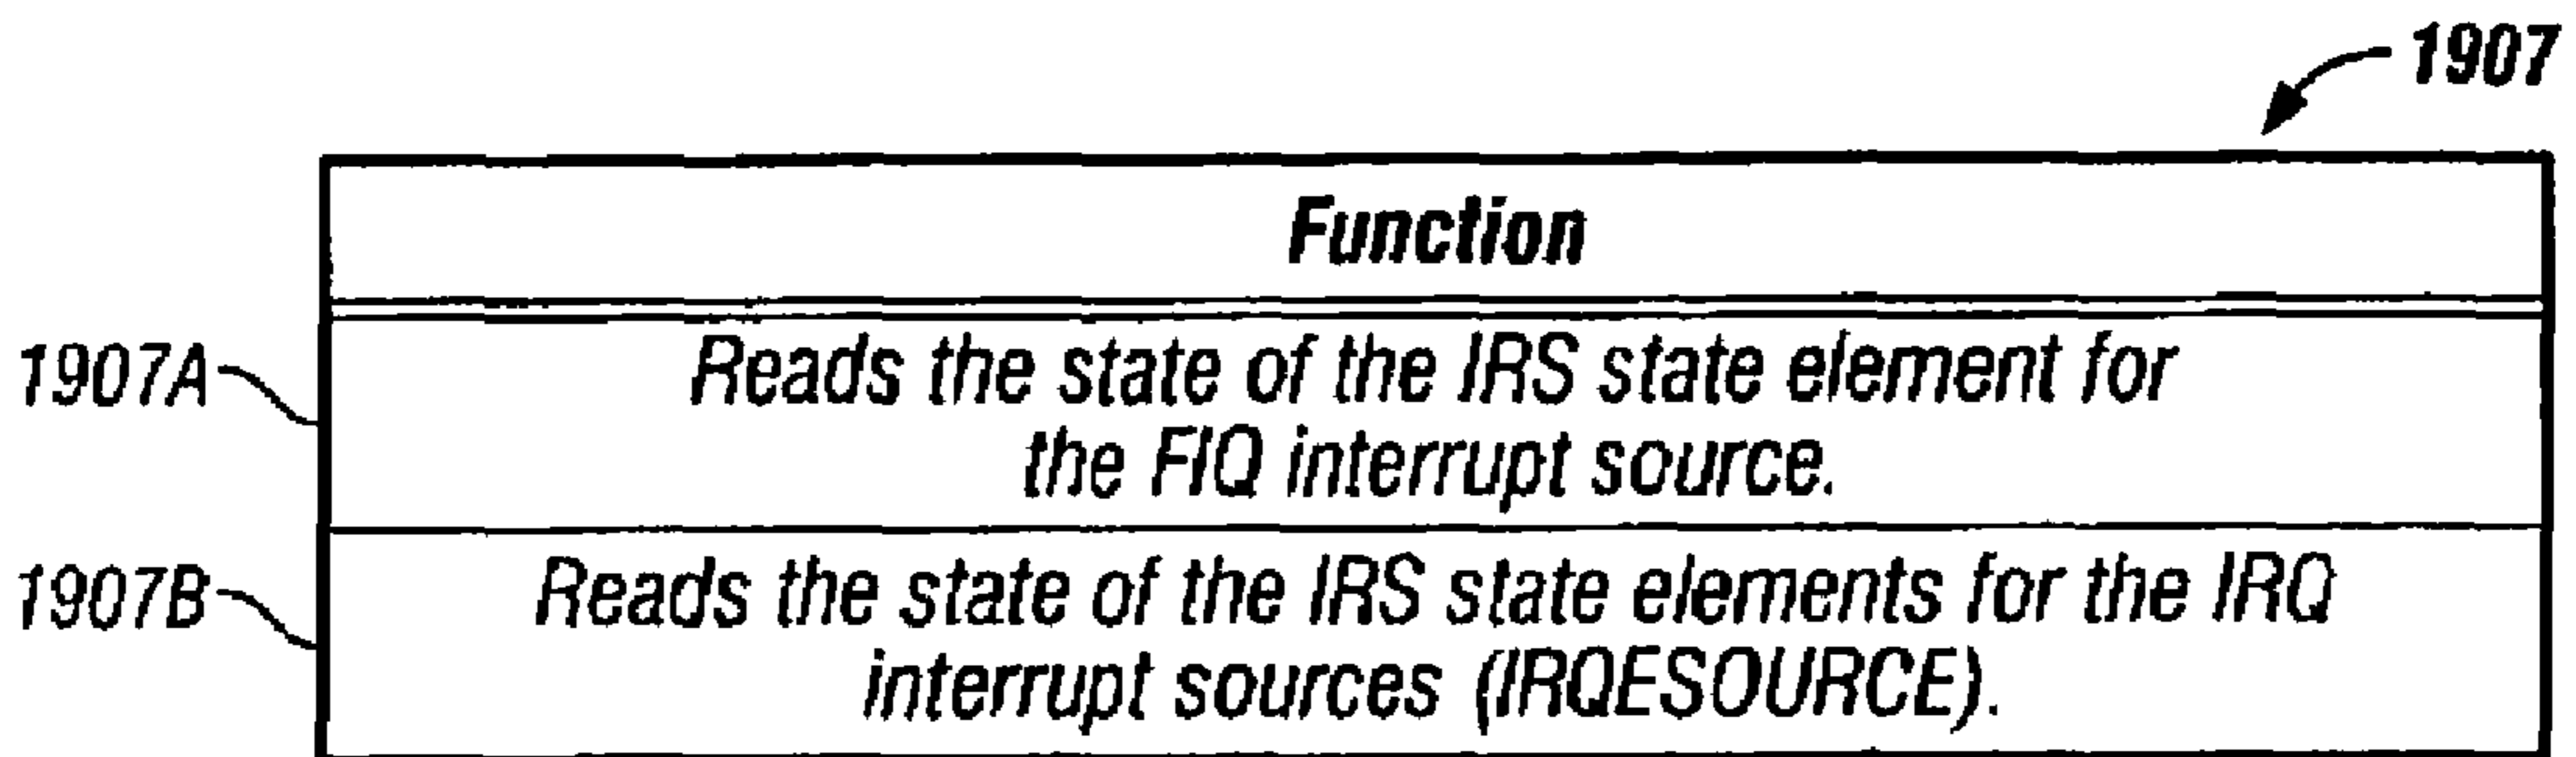 1907
Function
1907A
Reads the state of the IRS state element for
the FIQ interrupt source.
1907B
Reads the state of the IRS state elements for the IRQ
interrupt sources (IRQESOURCE).